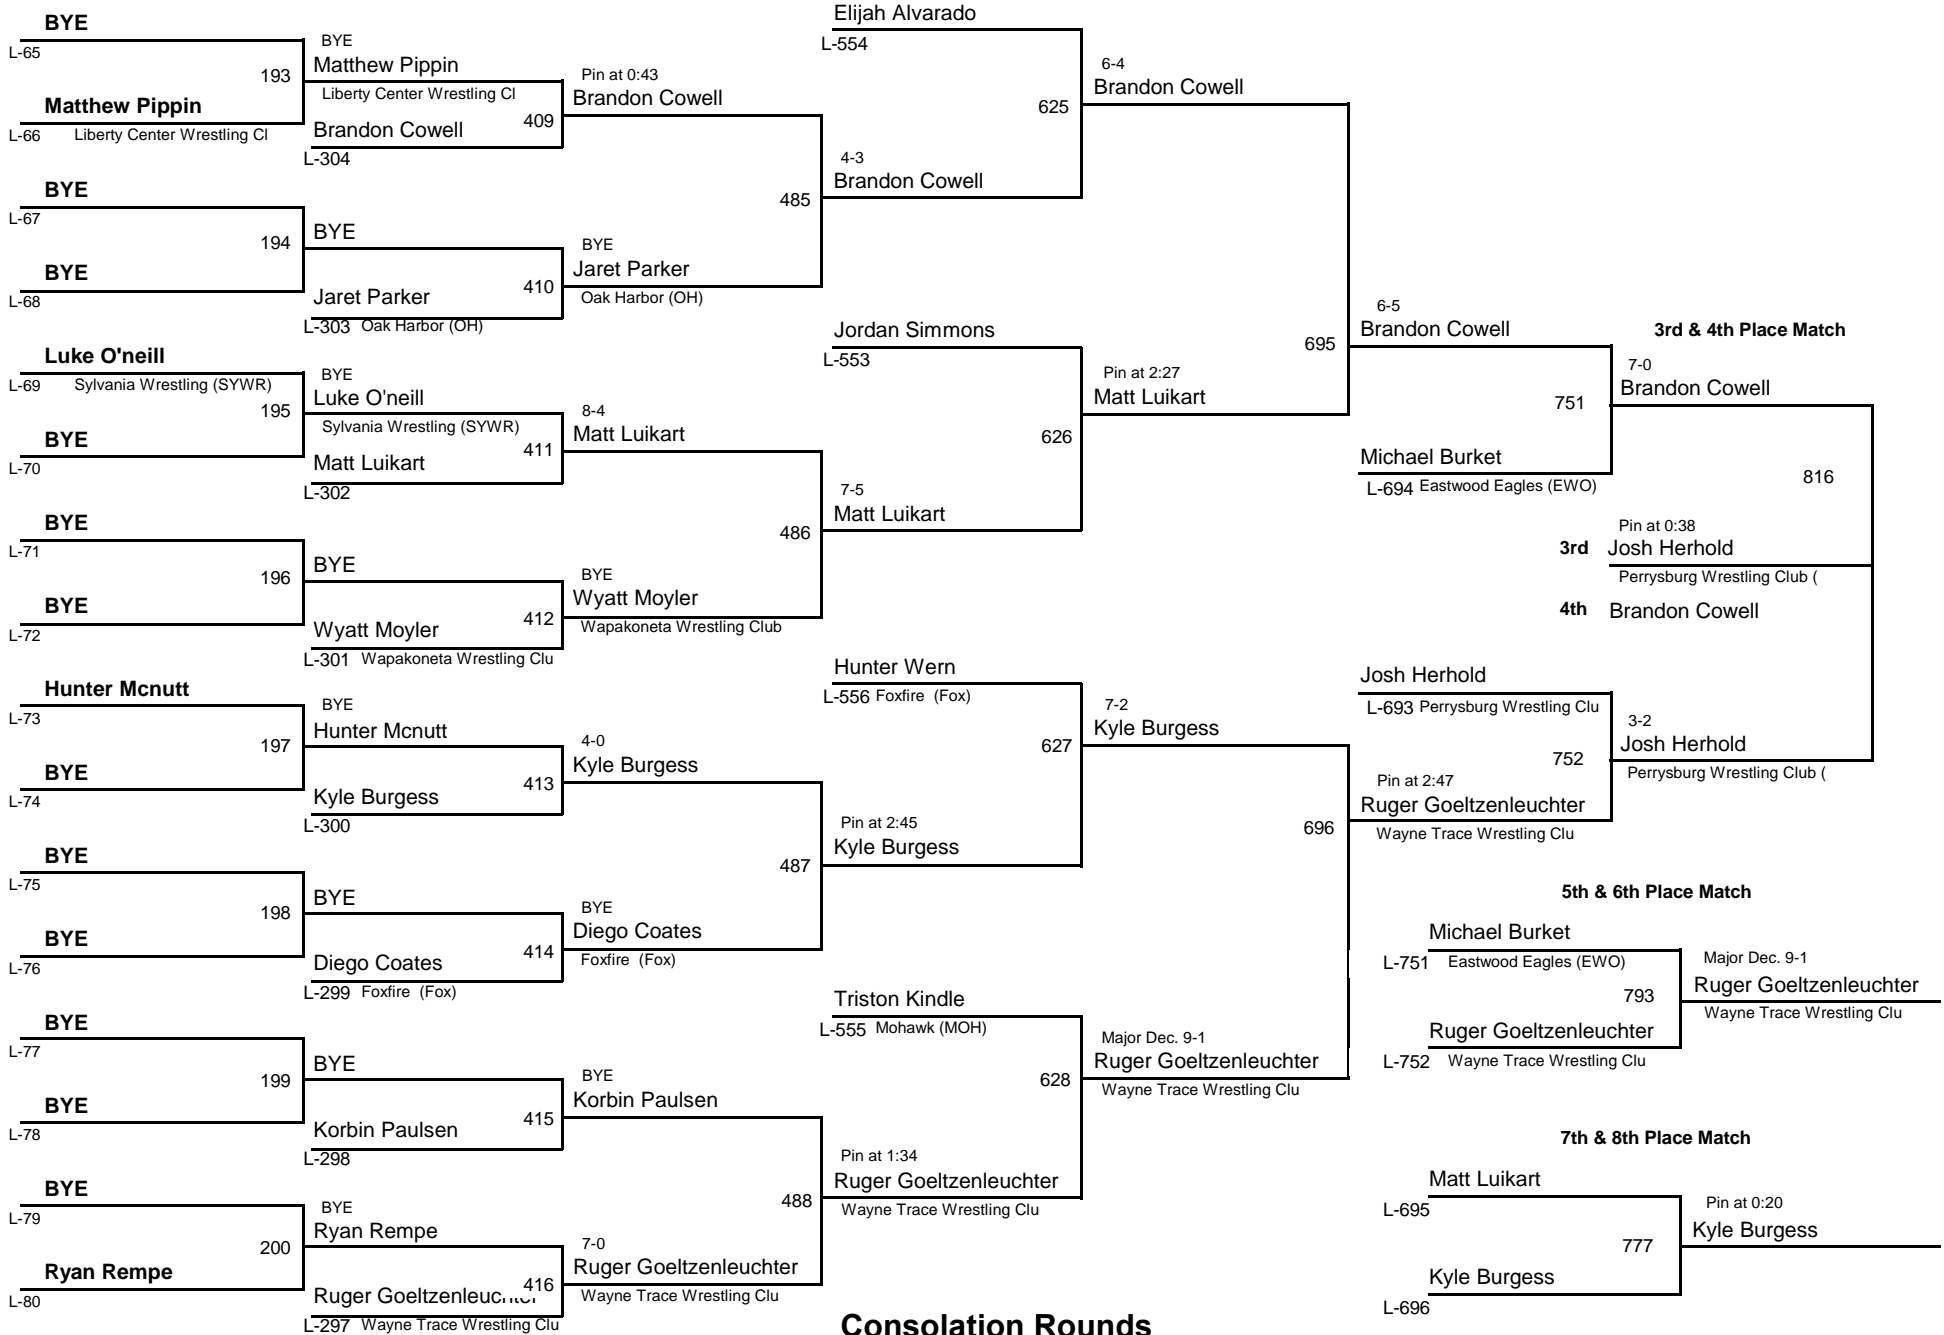 BYE
L-65
193
Matthew Pippin
L-66 Liberty Center Wrestling Cl
BYE
L-67
194
BYE
L-68
Luke O'neill
L-69 Sylvania Wrestling (SYWR)
195
BYE
L-70
BYE
L-71
196
BYE
L-72
Hunter Mcnutt
L-73
197
BYE
L-74
BYE
L-75
198
BYE
L-76
BYE
L-77
199
BYE
L-78
BYE
L-79
200
Ryan Rempe
L-80
BYE
Matthew Pippin
Liberty Center Wrestling Cl
409
Brandon Cowell
L-304
BYE
410
Jaret Parker
L-303 Oak Harbor (OH)
BYE
Luke O'neill
Sylvania Wrestling (SYWR)
411
Matt Luikart
L-302
BYE
412
Wyatt Moyler
L-301 Wapakoneta Wrestling Clu
BYE
Hunter Mcnutt
413
Kyle Burgess
L-300
BYE
414
Diego Coates
L-299 Foxfire (Fox)
BYE
415
Korbin Paulsen
L-298
BYE
Ryan Rempe
416
Ruger Goeltzenleuchter
L-297 Wayne Trace Wrestling Clu
Pin at 0:43
Brandon Cowell
485
BYE
Jaret Parker
Oak Harbor (OH)
8-4
Matt Luikart
486
BYE
Wyatt Moyler
Wapakoneta Wrestling Club
4-0
Kyle Burgess
487
BYE
Diego Coates
Foxfire (Fox)
BYE
Korbin Paulsen
488
7-0
Ruger Goeltzenleuchter
Wayne Trace Wrestling Clu
Elijah Alvarado
L-554
625
4-3
Brandon Cowell
Jordan Simmons
L-553
626
7-5
Matt Luikart
Hunter Wern
L-556 Foxfire (Fox)
627
Pin at 2:45
Kyle Burgess
Triston Kindle
L-555 Mohawk (MOH)
628
Pin at 1:34
Ruger Goeltzenleuchter
Wayne Trace Wrestling Clu
6-4
Brandon Cowell
695
Pin at 2:27
Matt Luikart
7-2
Kyle Burgess
696
Major Dec. 9-1
Ruger Goeltzenleuchter
Wayne Trace Wrestling Clu
6-5
Brandon Cowell
751
Michael Burket
L-694 Eastwood Eagles (EWO)
Josh Herhold
L-693 Perrysburg Wrestling Clu
752
Pin at 2:47
Ruger Goeltzenleuchter
Wayne Trace Wrestling Clu
3rd & 4th Place Match
7-0
Brandon Cowell
816
Pin at 0:38
3rd Josh Herhold
Perrysburg Wrestling Club (
4th Brandon Cowell
3-2
Josh Herhold
Perrysburg Wrestling Club (
5th & 6th Place Match
Michael Burket
L-751 Eastwood Eagles (EWO)
793
Ruger Goeltzenleuchter
L-752 Wayne Trace Wrestling Clu
Major Dec. 9-1
Ruger Goeltzenleuchter
Wayne Trace Wrestling Clu
7th & 8th Place Match
Matt Luikart
L-695
777
Kyle Burgess
L-696
Pin at 0:20
Kyle Burgess
Consolation Rounds